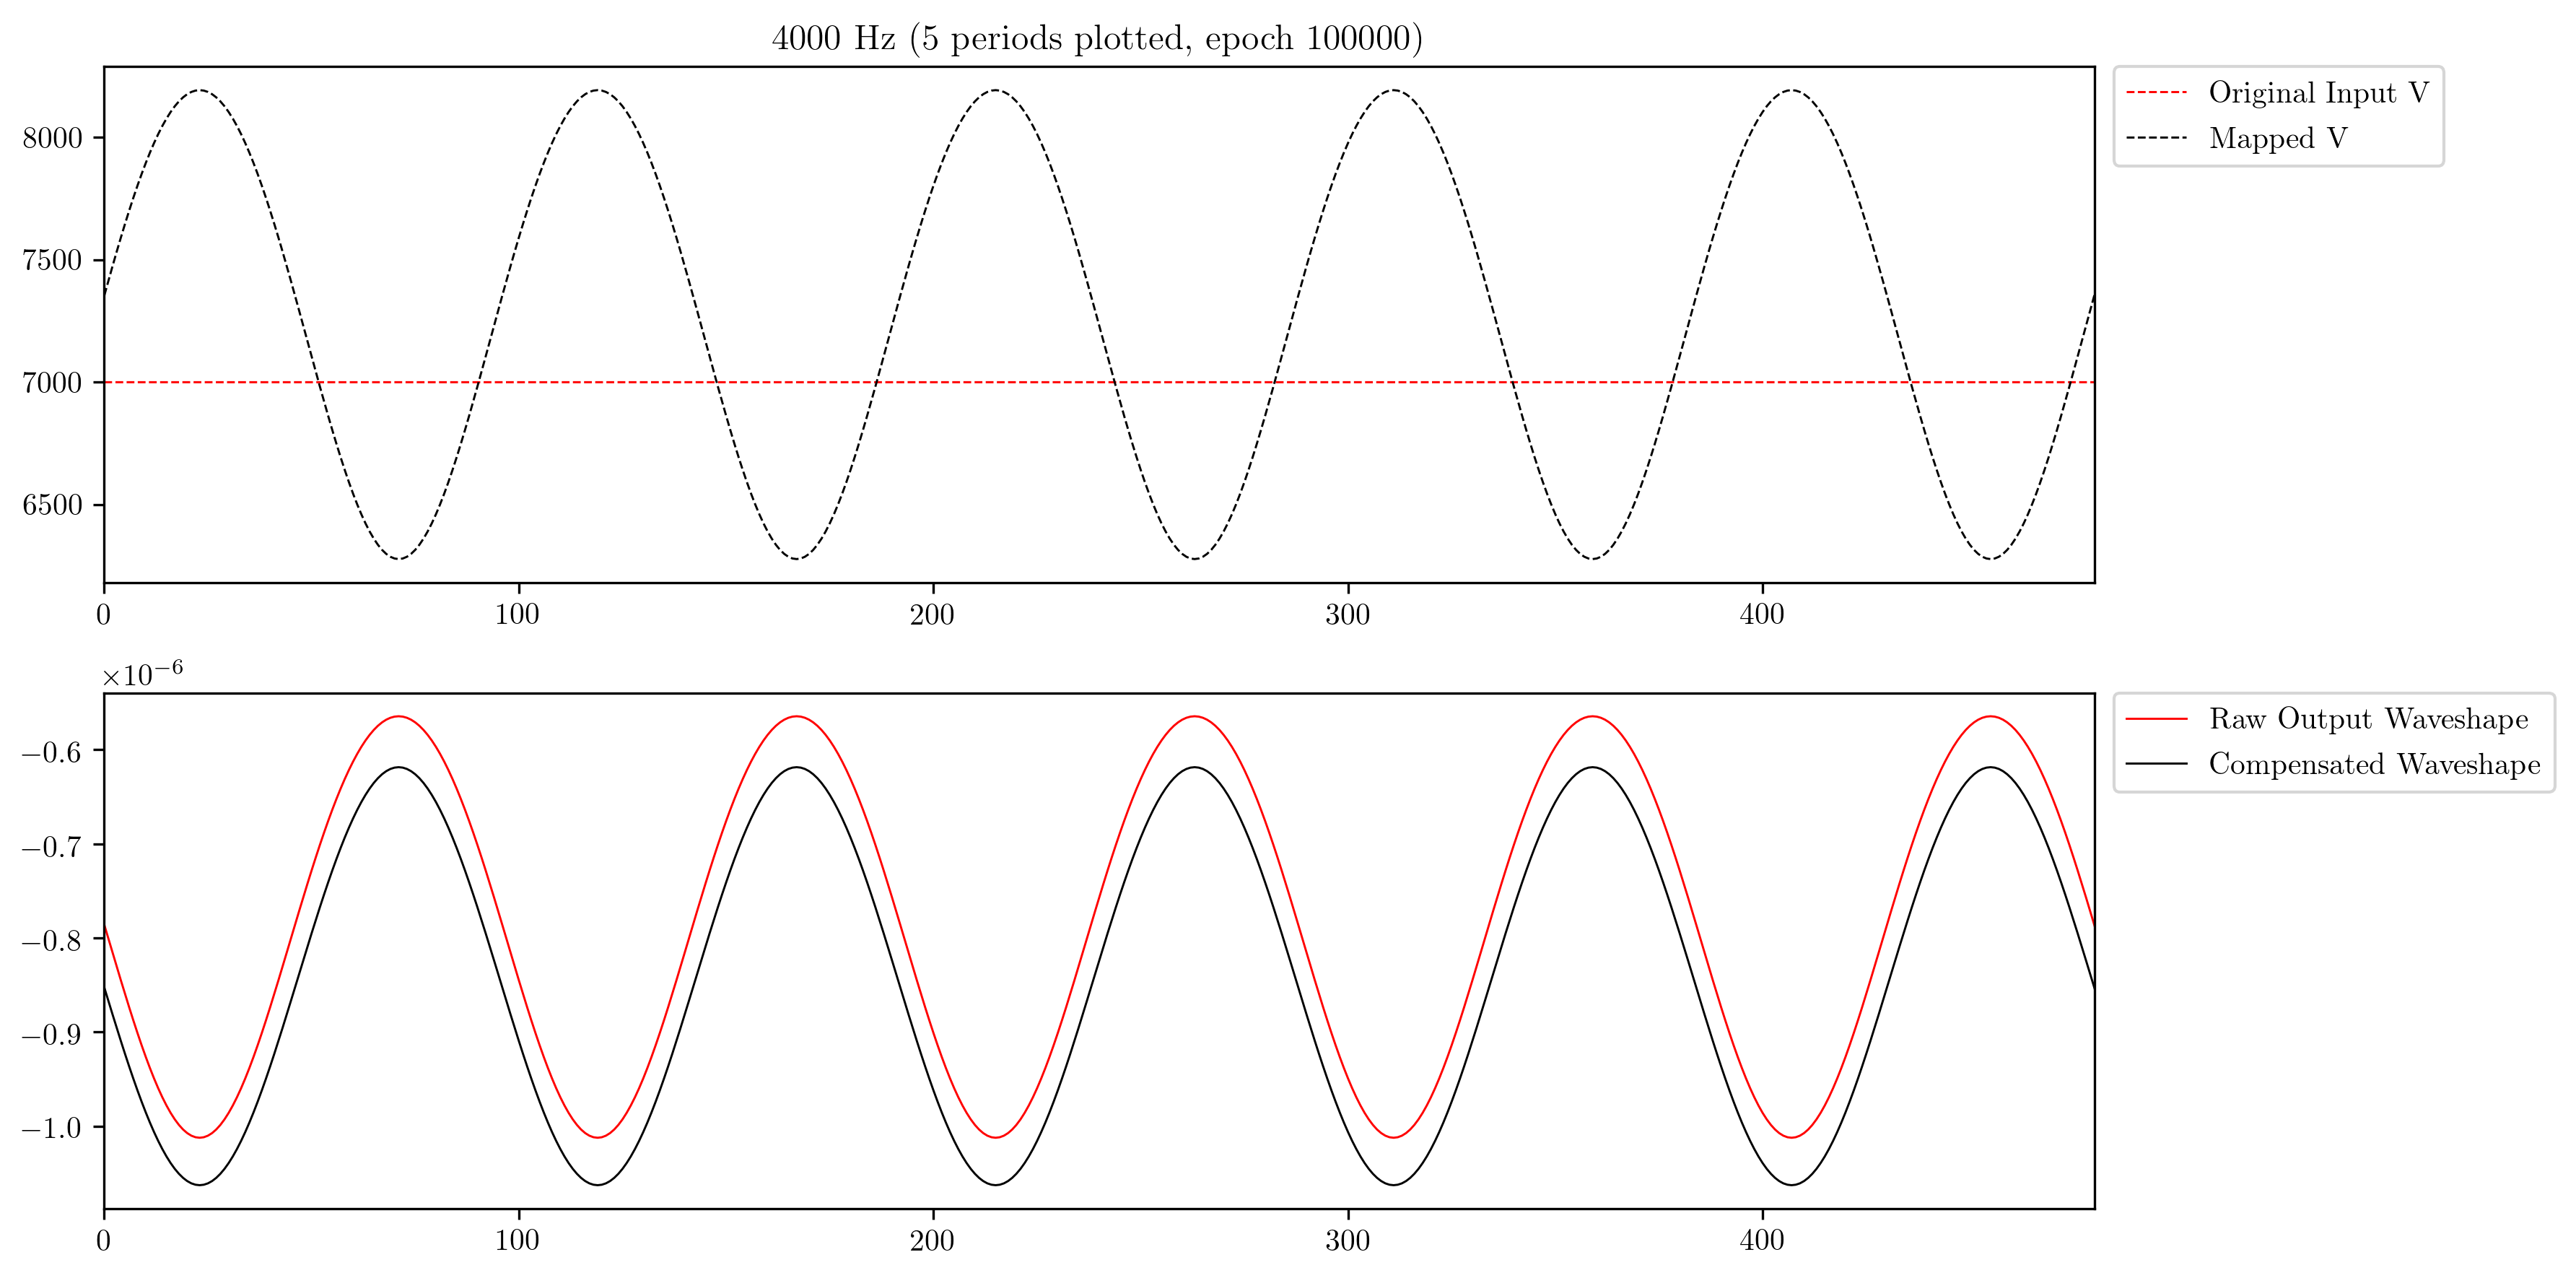 4000 Hz (5 periods plotted, epoch 100000)
8000
7500
7000
6500
0 100 200 300 400
Original Input V
Mapped V
×10⁻⁶
−0.6
−0.7
−0.8
−0.9
−1.0
0 100 200 300 400
Raw Output Waveshape
Compensated Waveshape